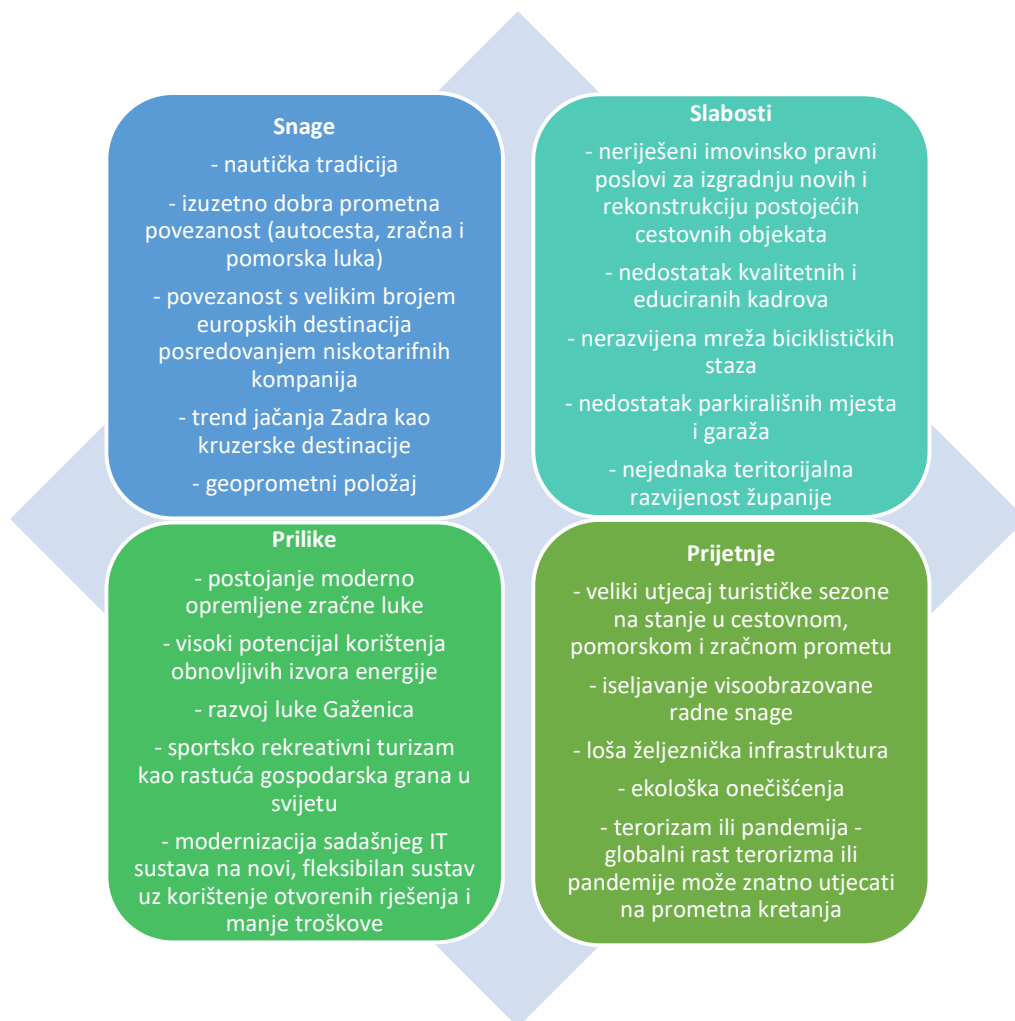 Snage
- nautička tradicija
- izuzetno dobra prometna
povezanost (autocesta, zračna i
pomorska luka)
- povezanost s velikim brojem
europskih destinacija
posredovanjem niskotarifnih
kompanija
- trend jačanja Zadra kao
kruzerske destinacije
- geoprometni položaj
Slabosti
- neriješeni imovinsko pravni
poslovi za izgradnju novih i
rekonstrukciju postojećih
cestovnih objekata
- nedostatak kvalitetnih i
educiranih kadrova
- nerazvijena mreža biciklističkih
staza
- nedostatak parkirališnih mjesta
i garaža
- nejednaka teritorijalna
razvijenost županije
Prilike
- postojanje moderno
opremljene zračne luke
- visoki potencijal korištenja
obnovljivih izvora energije
- razvoj luke Gaženica
- sportsko rekreativni turizam
kao rastuća gospodarska grana u
svijetu
- modernizacija sadašnjeg IT
sustava na novi, fleksibilan sustav
uz korištenje otvorenih rješenja i
manje troškove
Prijetnje
- veliki utjecaj turističke sezone
na stanje u cestovnom,
pomorskom i zračnom prometu
- iseljavanje visoobrazovane
radne snage
- loša željeznička infrastruktura
- ekološka onečišćenja
- terorizam ili pandemija -
globalni rast terorizma ili
pandemije može znatno utjecati
na prometna kretanja